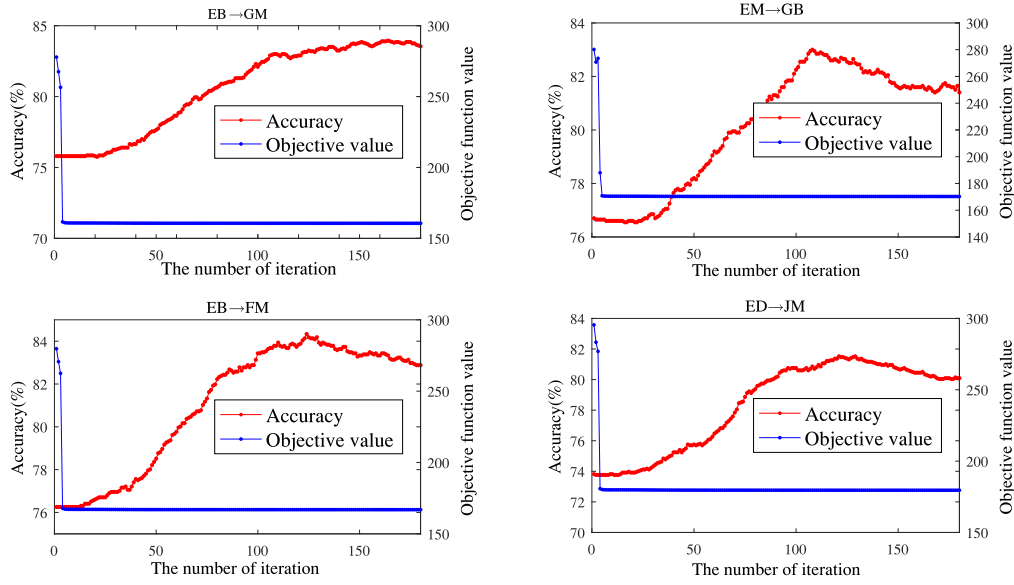 EB→GM
85
80
75
70
Accuracy(%)
300
250
200
150
Objective function value
Accuracy
Objective value
0
50
100
150
The number of iteration
EM→GB
84
82
80
78
76
Accuracy(%)
300
280
260
240
220
200
180
160
140
Objective function value
Accuracy
Objective value
0
50
100
150
The number of iteration
EB→FM
84
82
80
78
76
Accuracy(%)
300
250
200
150
Objective function value
Accuracy
Objective value
0
50
100
150
The number of iteration
ED→JM
84
82
80
78
76
74
72
70
Accuracy(%)
300
250
200
150
Objective function value
Accuracy
Objective value
0
50
100
150
The number of iteration